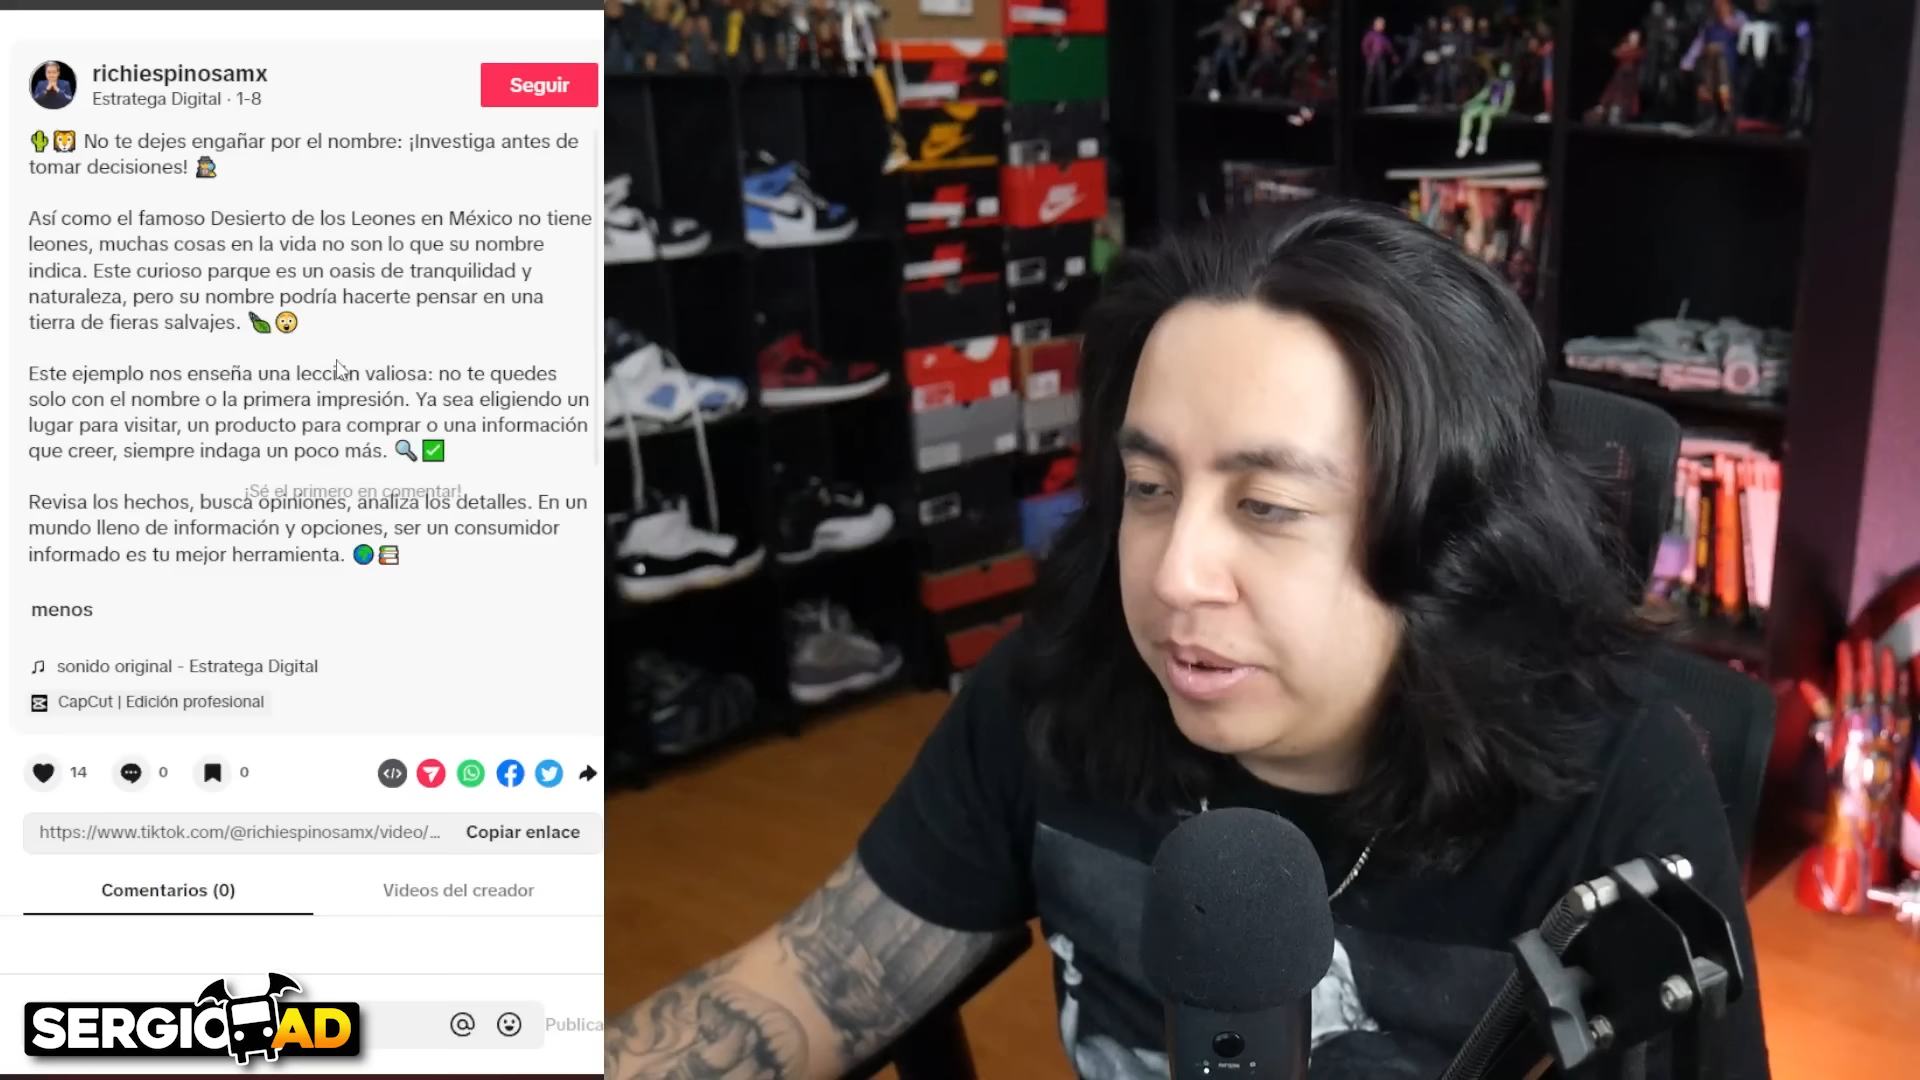 richiespinosamx
Estratega Digital · 1-8
Seguir
🌵🦁 No te dejes engañar por el nombre: ¡Investiga antes de
tomar decisiones! 🕵️
Así como el famoso Desierto de los Leones en México no tiene
leones, muchas cosas en la vida no son lo que su nombre
indica. Este curioso parque es un oasis de tranquilidad y
naturaleza, pero su nombre podría hacerte pensar en una
tierra de fieras salvajes. 🍃😲
Este ejemplo nos enseña una lección valiosa: no te quedes
solo con el nombre o la primera impresión. Ya sea eligiendo un
lugar para visitar, un producto para comprar o una información
que creer, siempre indaga un poco más. 🔍✅
¡Sé el primero en comentar!
Revisa los hechos, busca opiniones, analiza los detalles. En un
mundo lleno de información y opciones, ser un consumidor
informado es tu mejor herramienta. 🌍📚
menos
sonido original - Estratega Digital
CapCut | Edición profesional
14
0
0
https://www.tiktok.com/@richiespinosamx/video/...
Copiar enlace
Comentarios (0)
Videos del creador
SERGIO AD
Publica